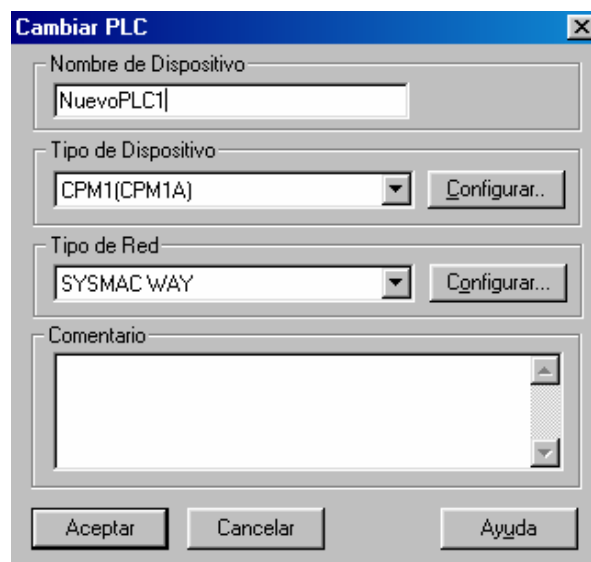 Cambiar PLC
Nombre de Dispositivo
NuevoPLC1
Tipo de Dispositivo
CPM1(CPM1A)
Configurar..
Tipo de Red
SYSMAC WAY
Configurar...
Comentario
Aceptar
Cancelar
Ayuda